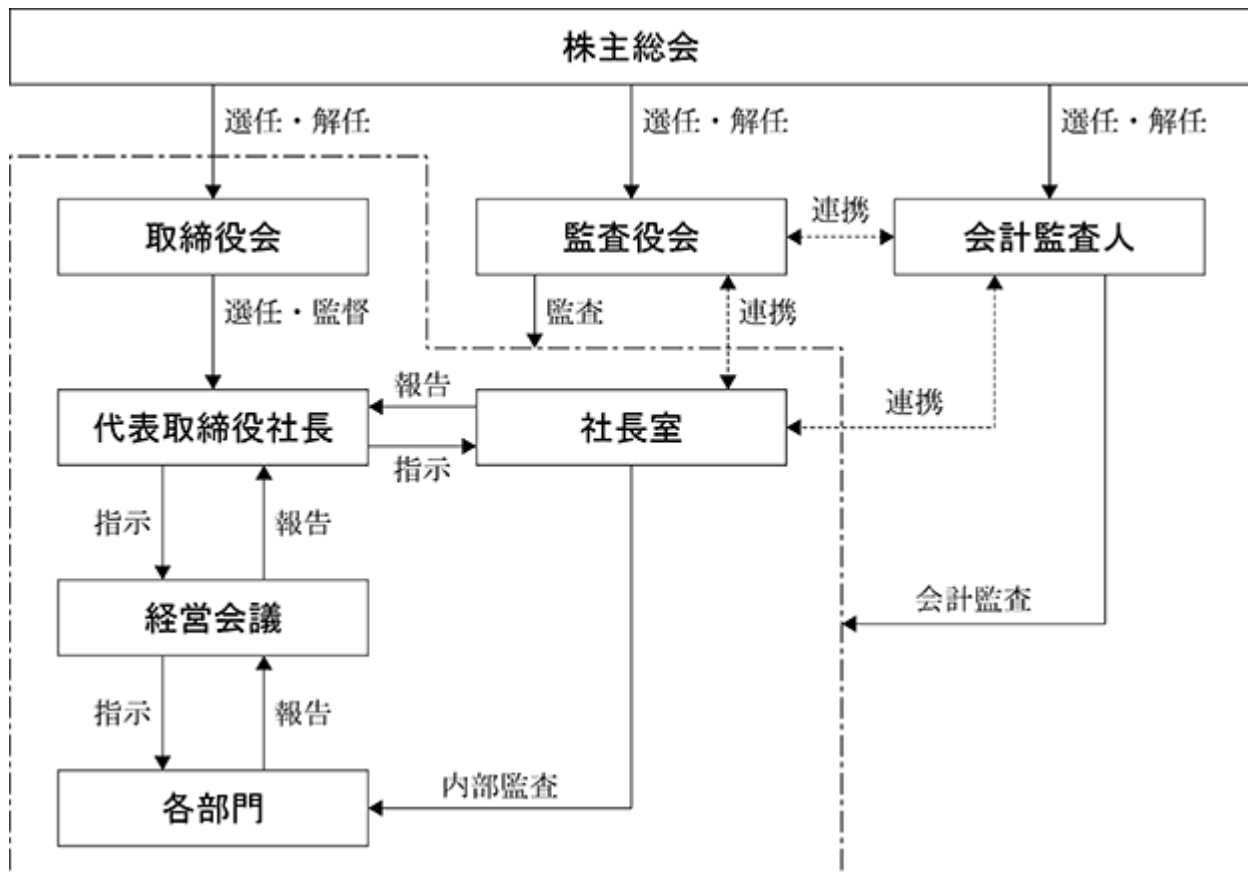 株主総会
選任・解任
選任・解任
選任・解任
取締役会
監査役会
連携
会計監査人
選任・監督
監査
連携
代表取締役社長
報告
指示
社長室
連携
指示
報告
経営会議
会計監査
指示
報告
各部門
内部監査